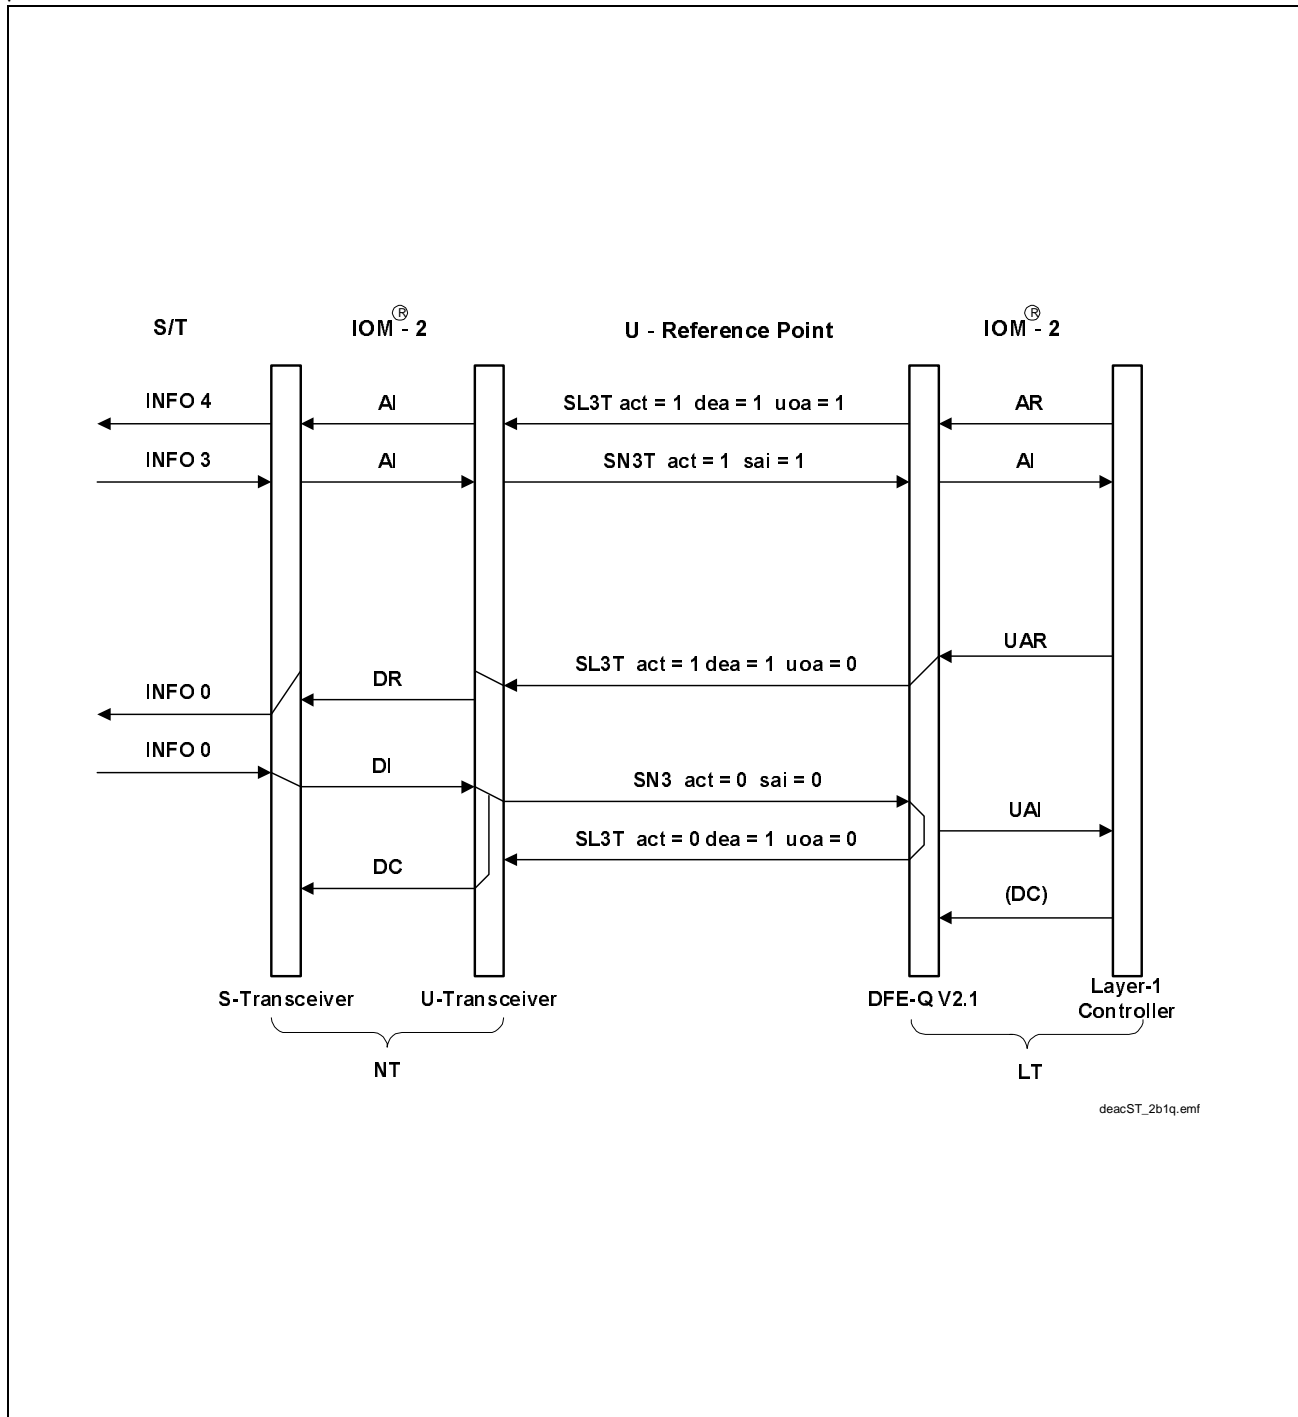 S/T IOM® - 2 U - Reference Point IOM® - 2
INFO 4 AI SL3T act = 1 dea = 1 uoa = 1 AR
INFO 3 AI SN3T act = 1 sai = 1 AI
UAR
SL3T act = 1 dea = 1 uoa = 0
DR
INFO 0
INFO 0
DI
SN3 act = 0 sai = 0
UAI
SL3T act = 0 dea = 1 uoa = 0
DC
(DC)
S-Transceiver U-Transceiver DFE-Q V2.1 Layer-1
Controller
NT LT
deacST_2b1q.emf